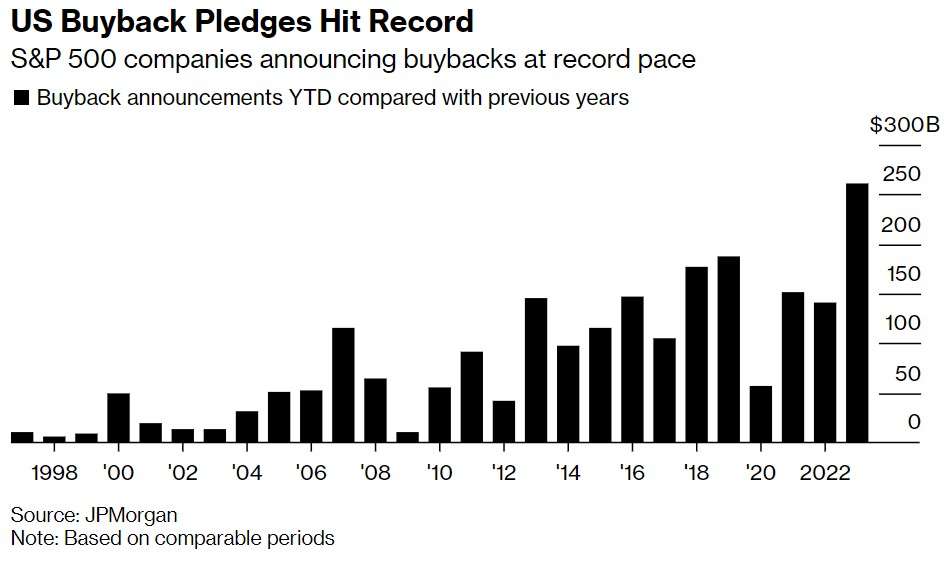 US Buyback Pledges Hit Record
S&P 500 companies announcing buybacks at record pace
Buyback announcements YTD compared with previous years
$300B
250
200
150
100
50
0
1998 '00 '02 '04 '06 '08 '10 '12 '14 '16 '18 '20 2022
Source: JPMorgan
Note: Based on comparable periods